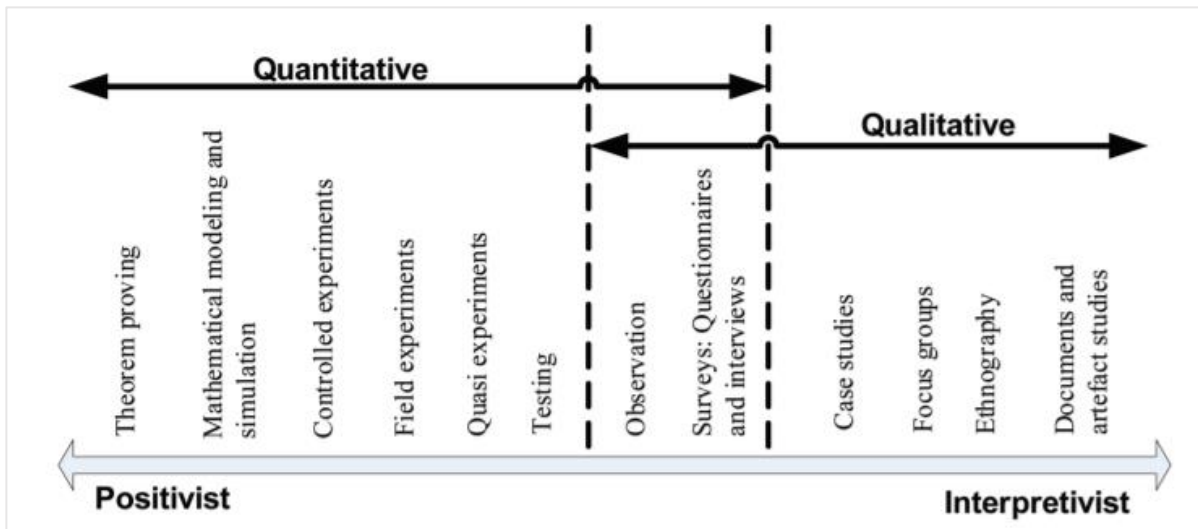 Quantitative
Qualitative
Theorem proving
Mathematical modeling and
simulation
Controlled experiments
Field experiments
Quasi experiments
Testing
Observation
Surveys: Questionnaires
and interviews
Case studies
Focus groups
Ethnography
Documents and
artefact studies
Positivist
Interpretivist